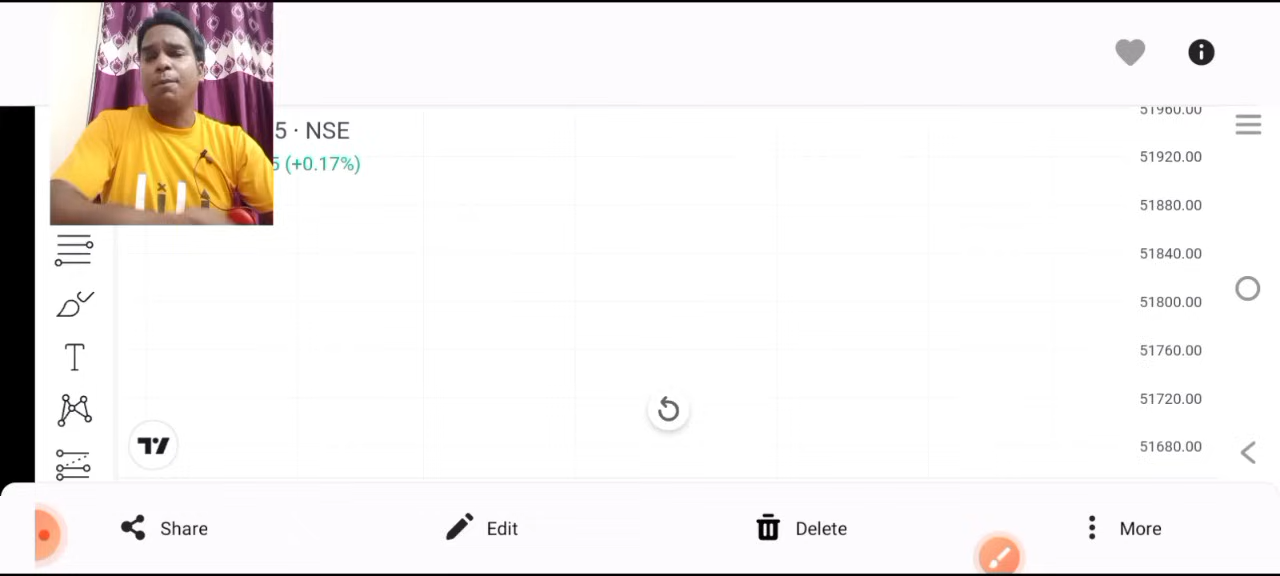 5 · NSE
5 (+0.17%)
51960.00
51920.00
51880.00
51840.00
51800.00
51760.00
51720.00
51680.00
T
Share
Edit
Delete
More